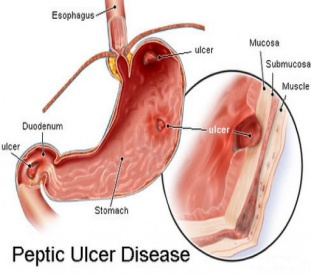 Esophagus
ulcer
Mucosa
Submucosa
Muscle
Duodenum
ulcer
ulcer
Stomach
Peptic Ulcer Disease